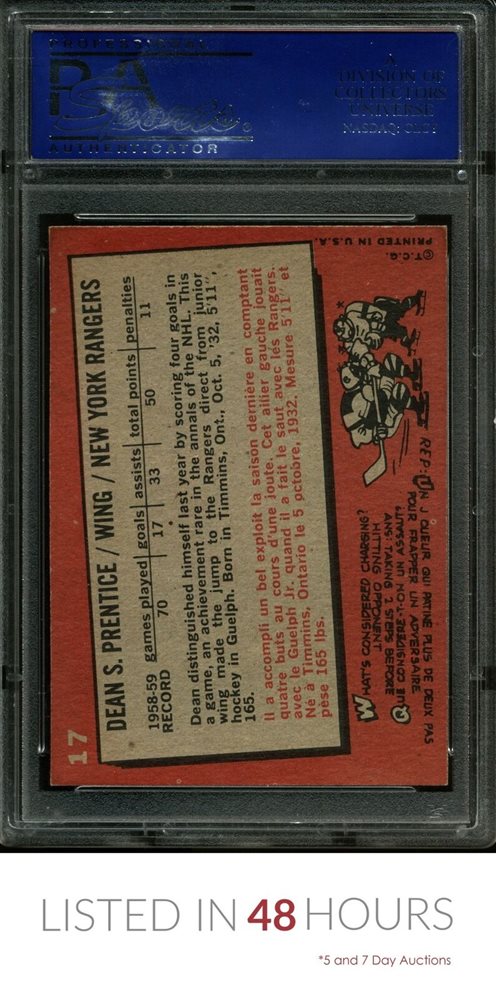 PROFESSIONAL
PSA
Sports.
AUTHENTICATOR
A
DIVISION OF
COLLECTORS
UNIVERSE
NASDAQ: CLCT
17
DEAN S. PRENTICE / WING / NEW YORK RANGERS
1958-59 games played goals assists total points penalties
RECORD 70 17 33 50 11
Dean distinguished himself last year by scoring four goals in
a game, an achievement rare in the annals of the NHL. This
wing made the jump to the Rangers direct from junior
hockey in Guelph. Born in Timmins, Ont., Oct. 5, '32, 5'11",
165.
Il a accompli un bel exploit la saison dernière en comptant
quatre buts au cours d'une joute. Cet ailier gauche jouait
avec le Guelph Jr. quand il a fait le saut avec les Rangers.
Né à Timmins, Ontario le 5 octobre, 1932. Mesure 5'11" et
pèse 165 lbs.
WHAT'S CONSIDERED CHARGING?
ANS: TAKING 2 STEPS BEFORE
HITTING OPPONENT.
REP: UN JOUEUR QUI PATINE PLUS DE DEUX PAS
POUR FRAPPER UN ADVERSAIRE.
©T.C.G. PRINTED IN U.S.A.
LISTED IN 48 HOURS
*5 and 7 Day Auctions